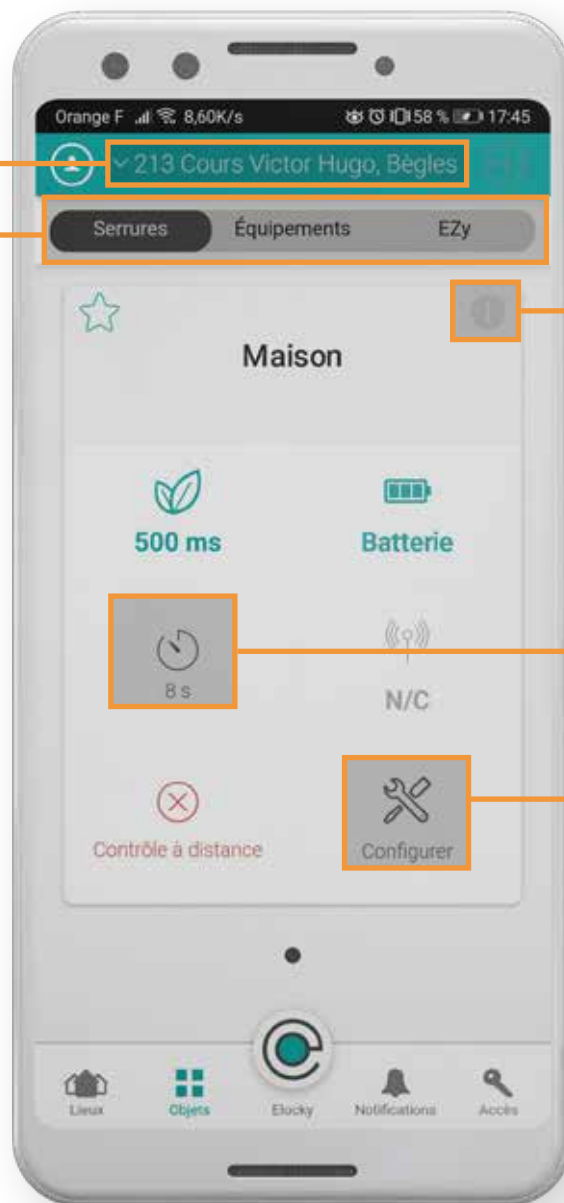 Orange F 8,60K/s 58 % 17:45
213 Cours Victor Hugo, Bègles
Serrures Équipements EZy
Maison
500 ms Batterie
8 s N/C
Contrôle à distance Configurer
Lieux Objets Elocky Notifications Accès